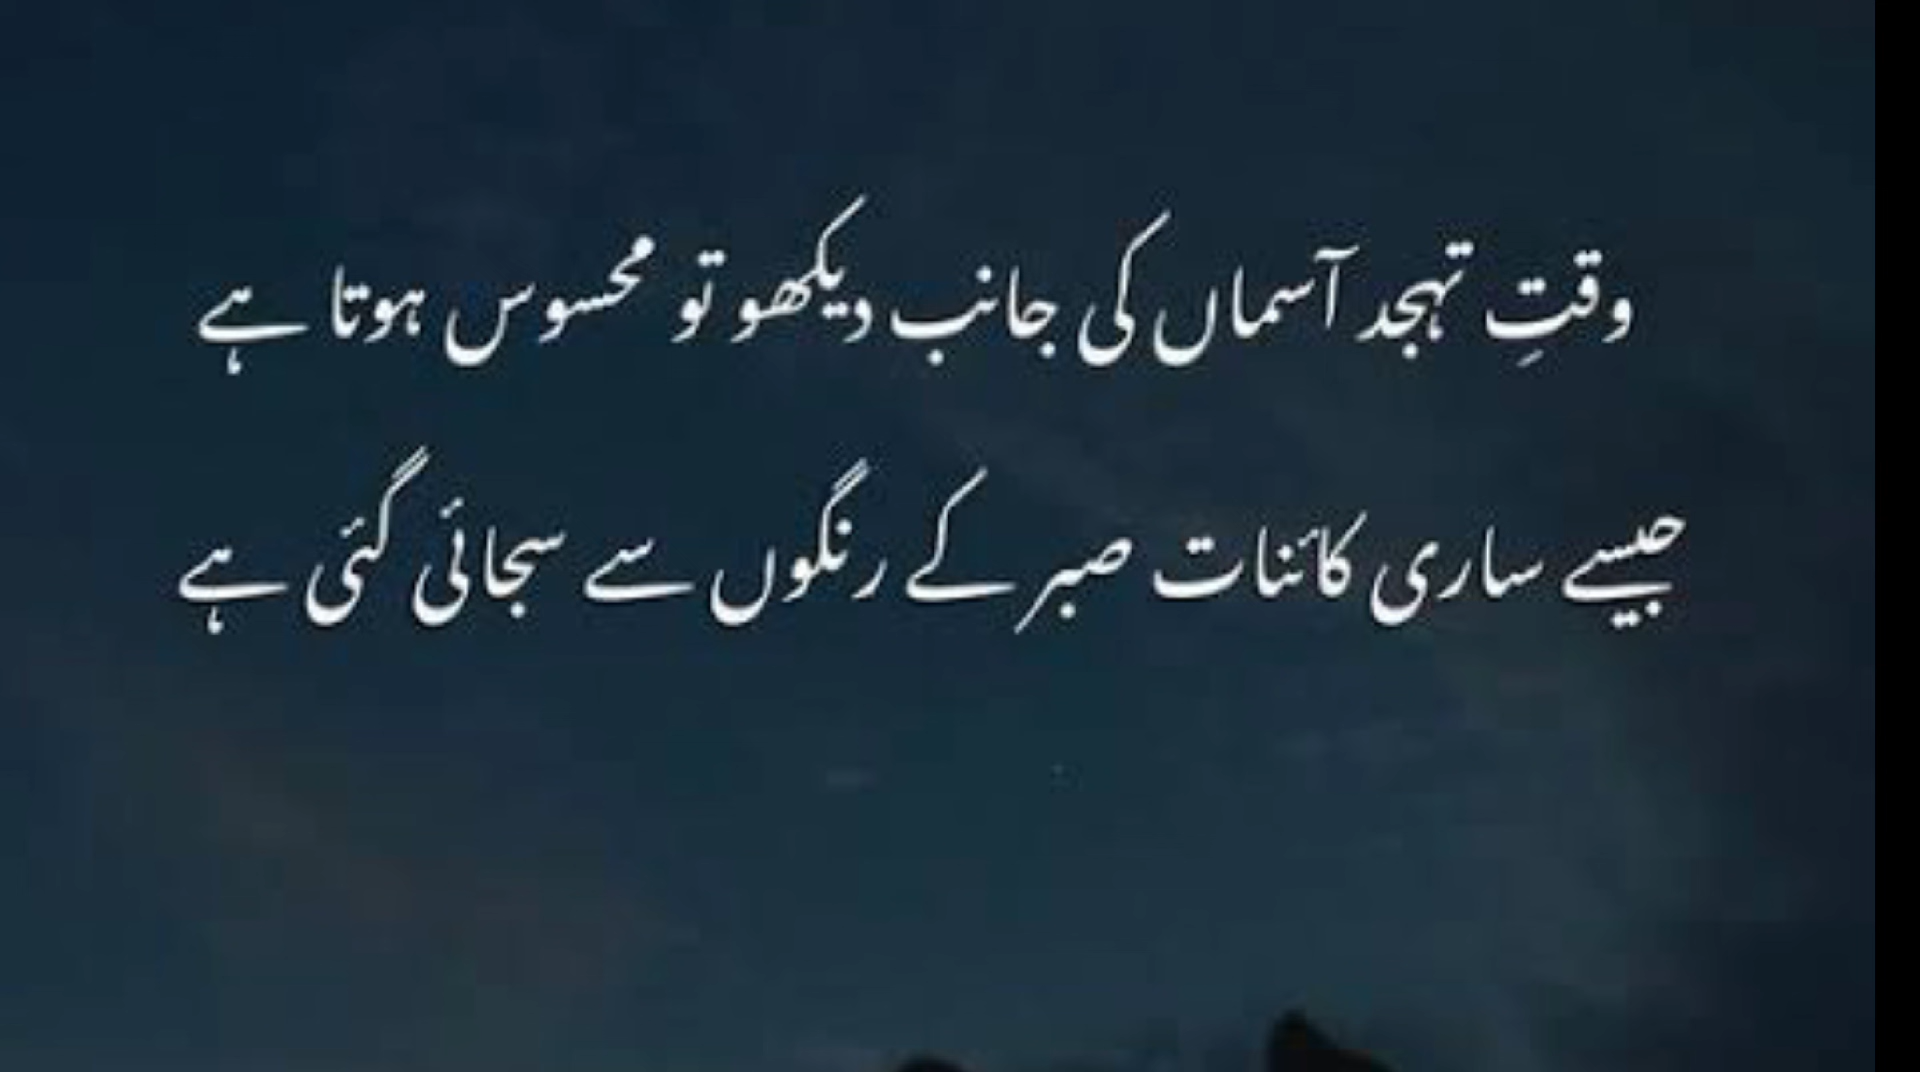 وقتِ تہجد آسماں کی جانب دیکھو تو محسوس ہوتا ہے
جیسے ساری کائنات صبر کے رنگوں سے سجائی گئی ہے